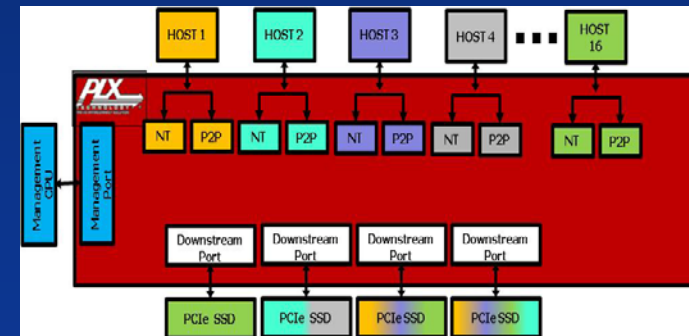 HOST 1
HOST 2
HOST 3
HOST 4
HOST
16
PLX
TECHNOLOGY
NT
P2P
NT
P2P
NT
P2P
NT
P2P
NT
P2P
Management
CPU
Management
Port
Downstream
Port
Downstream
Port
Downstream
Port
Downstream
Port
PCIe SSD
PCIe SSD
PCIe SSD
PCIe SSD